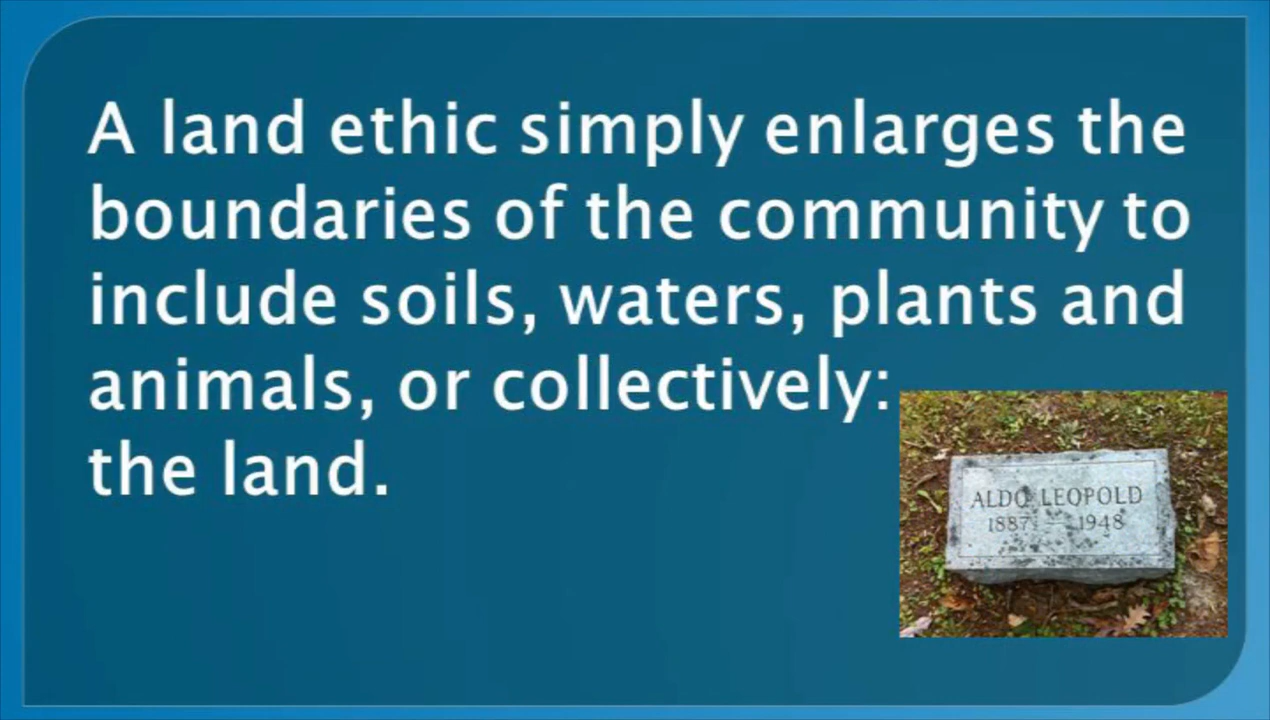 A land ethic simply enlarges the
boundaries of the community to
include soils, waters, plants and
animals, or collectively:
the land.
ALDO LEOPOLD
1887 — 1948